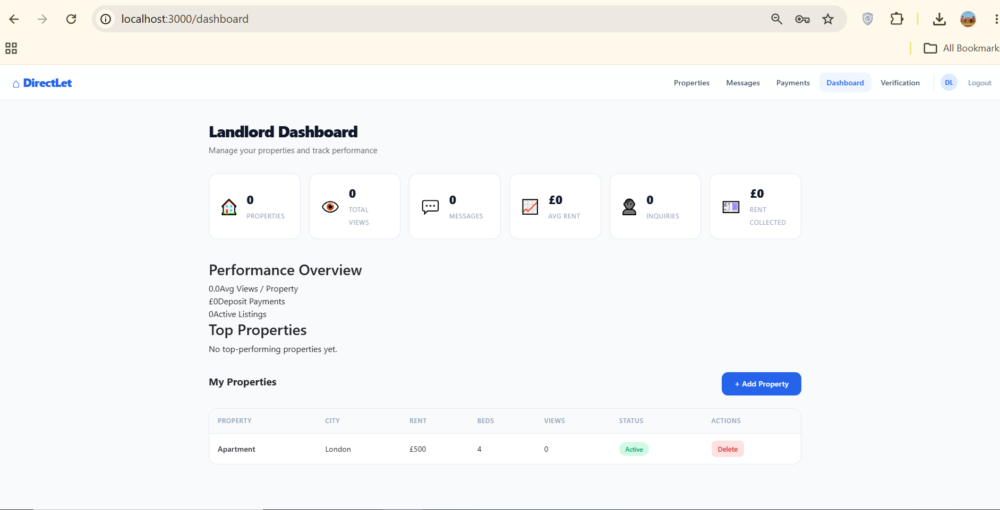 localhost:3000/dashboard
All Bookmarks
DirectLet
Properties
Messages
Payments
Dashboard
Verification
DL
Logout
Landlord Dashboard
Manage your properties and track performance
0
PROPERTIES
0
TOTAL
VIEWS
0
MESSAGES
£0
AVG RENT
0
INQUIRIES
£0
RENT
COLLECTED
Performance Overview
0.0Avg Views / Property
£0Deposit Payments
0Active Listings
Top Properties
No top-performing properties yet.
My Properties
+ Add Property
PROPERTY CITY RENT BEDS VIEWS STATUS ACTIONS
Apartment London £500 4 0 Active Delete